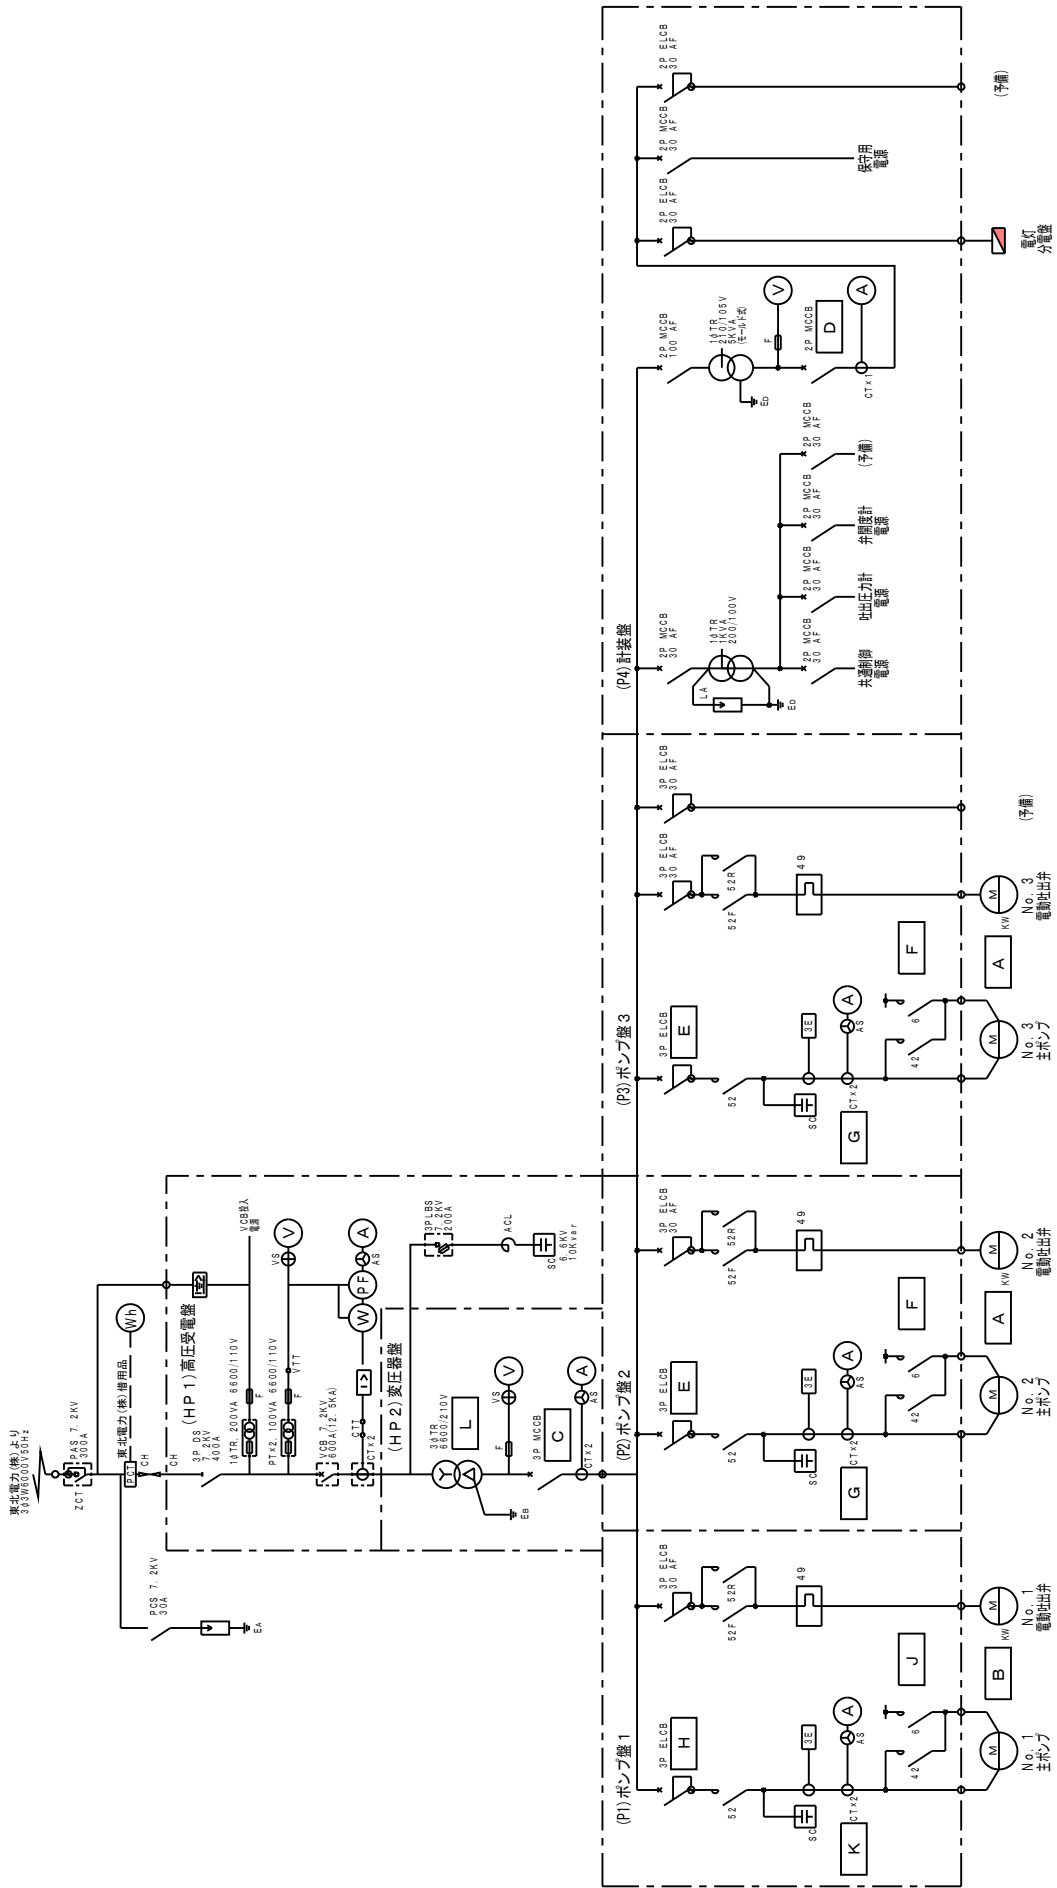 東北電力(株)より
3φ3W6000V50Hz
PAS 7.2KV
300A
ZCT
東北電力(株)借用品
Wh
PCT
CH
CH
PCS 7.2KV
30A
EA
(HP1)高圧受電盤
3P DS
7.2KV
400A
VCB投入
電源
1φTR. 200VA 6600/110V
F
PT×2. 100VA 6600/110V
F
VTT
VS
V
VCB 7.2KV
600A(12.5KA)
CTT
CT×2
I>
W
PF
AS
A
(HP2)変圧器盤
3φTR
6600/210V
L
EB
F
VS
V
3P MCCB
C
CT×2
AS
A
3PLBS
7.2KV
200A
ACL
SC
6.6KV
10Kvar
(P1)ポンプ盤1
3P ELCB
H
52
SC
3E
CT×2
K
AS
A
42
6
J
M
No. 1
主ポンプ
B
3P ELCB
30 AF
52F
52R
49
M
KW
No. 1
電動吐出弁
(P2)ポンプ盤2
3P ELCB
E
52
SC
3E
CT×2
G
AS
A
42
6
F
M
No. 2
主ポンプ
A
3P ELCB
30 AF
52F
52R
49
M
KW
No. 2
電動吐出弁
(P3)ポンプ盤3
3P ELCB
E
52
SC
3E
CT×2
G
AS
A
42
6
F
M
No. 3
主ポンプ
A
3P ELCB
30 AF
52F
52R
49
M
KW
No. 3
電動吐出弁
3P ELCB
30 AF
(予備)
(P4)計装盤
2P MCCB
30 AF
1φTR
1KVA
200/100V
LA
ED
2P MCCB
30 AF
共通制御
電源
2P MCCB
30 AF
吐出圧力計
電源
2P MCCB
30 AF
弁開度計
電源
2P MCCB
30 AF
(予備)
2P MCCB
100 AF
1φTR
210/105V
5KVA
(モールド式)
ED
F
V
2P MCCB
D
CT×1
A
2P ELCB
30 AF
電灯
分電盤
2P MCCB
30 AF
保守用
電源
2P ELCB
30 AF
(予備)